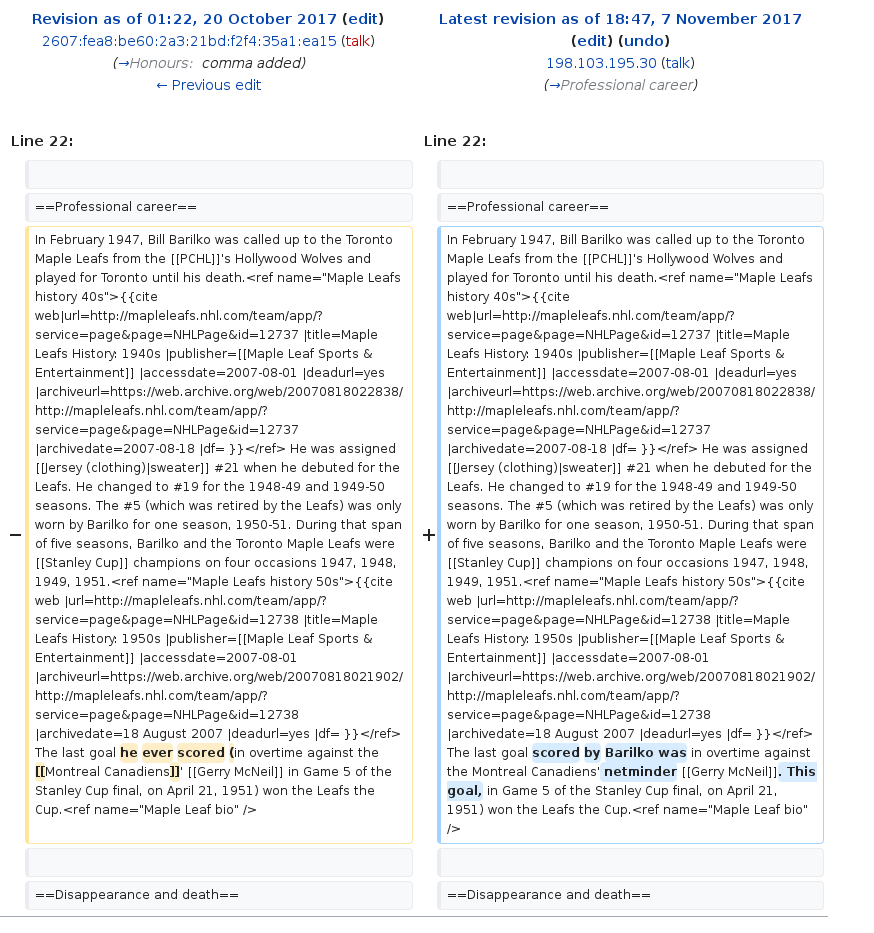 Revision as of 01:22, 20 October 2017 (edit)
2607:fea8:be60:2a3:21bd:f2f4:35a1:ea15 (talk)
(→Honours: comma added)
← Previous edit
Latest revision as of 18:47, 7 November 2017
(edit) (undo)
198.103.195.30 (talk)
(→Professional career)
Line 22:
==Professional career==
−
In February 1947, Bill Barilko was called up to the Toronto
Maple Leafs from the [[PCHL]]'s Hollywood Wolves and
played for Toronto until his death.<ref name="Maple Leafs
history 40s">{{cite
web|url=http://mapleleafs.nhl.com/team/app/?
service=page&page=NHLPage&id=12737 |title=Maple
Leafs History: 1940s |publisher=[[Maple Leaf Sports &
Entertainment]] |accessdate=2007-08-01 |deadurl=yes
|archiveurl=https://web.archive.org/web/20070818022838/
http://mapleleafs.nhl.com/team/app/?
service=page&page=NHLPage&id=12737
|archivedate=2007-08-18 |df= }}</ref> He was assigned
[[Jersey (clothing)|sweater]] #21 when he debuted for the
Leafs. He changed to #19 for the 1948-49 and 1949-50
seasons. The #5 (which was retired by the Leafs) was only
worn by Barilko for one season, 1950-51. During that span
of five seasons, Barilko and the Toronto Maple Leafs were
[[Stanley Cup]] champions on four occasions 1947, 1948,
1949, 1951.<ref name="Maple Leafs history 50s">{{cite
web |url=http://mapleleafs.nhl.com/team/app/?
service=page&page=NHLPage&id=12738 |title=Maple
Leafs History: 1950s |publisher=[[Maple Leaf Sports &
Entertainment]] |accessdate=2007-08-01
|archiveurl=https://web.archive.org/web/20070818021902/
http://mapleleafs.nhl.com/team/app/?
service=page&page=NHLPage&id=12738
|archivedate=18 August 2007 |deadurl=yes |df= }}</ref>
The last goal he ever scored (in overtime against the
[[Montreal Canadiens]]' [[Gerry McNeil]] in Game 5 of the
Stanley Cup final, on April 21, 1951) won the Leafs the
Cup.<ref name="Maple Leaf bio" />
==Disappearance and death==
Line 22:
==Professional career==
+
In February 1947, Bill Barilko was called up to the Toronto
Maple Leafs from the [[PCHL]]'s Hollywood Wolves and
played for Toronto until his death.<ref name="Maple Leafs
history 40s">{{cite
web|url=http://mapleleafs.nhl.com/team/app/?
service=page&page=NHLPage&id=12737 |title=Maple
Leafs History: 1940s |publisher=[[Maple Leaf Sports &
Entertainment]] |accessdate=2007-08-01 |deadurl=yes
|archiveurl=https://web.archive.org/web/20070818022838/
http://mapleleafs.nhl.com/team/app/?
service=page&page=NHLPage&id=12737
|archivedate=2007-08-18 |df= }}</ref> He was assigned
[[Jersey (clothing)|sweater]] #21 when he debuted for the
Leafs. He changed to #19 for the 1948-49 and 1949-50
seasons. The #5 (which was retired by the Leafs) was only
worn by Barilko for one season, 1950-51. During that span
of five seasons, Barilko and the Toronto Maple Leafs were
[[Stanley Cup]] champions on four occasions 1947, 1948,
1949, 1951.<ref name="Maple Leafs history 50s">{{cite
web |url=http://mapleleafs.nhl.com/team/app/?
service=page&page=NHLPage&id=12738 |title=Maple
Leafs History: 1950s |publisher=[[Maple Leaf Sports &
Entertainment]] |accessdate=2007-08-01
|archiveurl=https://web.archive.org/web/20070818021902/
http://mapleleafs.nhl.com/team/app/?
service=page&page=NHLPage&id=12738
|archivedate=18 August 2007 |deadurl=yes |df= }}</ref>
The last goal scored by Barilko was in overtime against
the Montreal Canadiens' netminder [[Gerry McNeil]]. This
goal, in Game 5 of the Stanley Cup final, on April 21,
1951) won the Leafs the Cup.<ref name="Maple Leaf bio"
/>
==Disappearance and death==